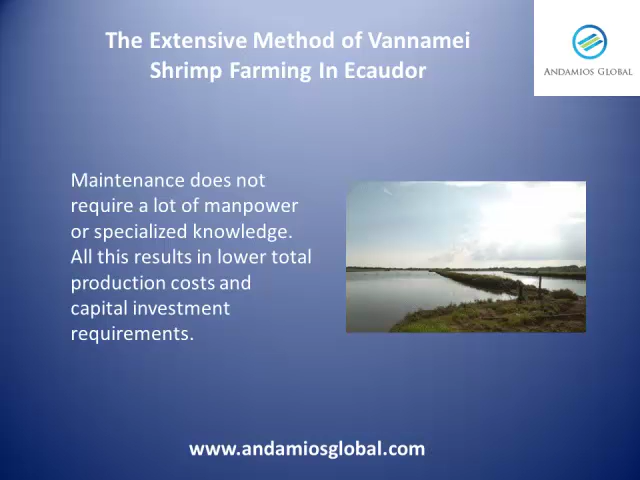 The Extensive Method of Vannamei
Shrimp Farming In Ecaudor
ANDAMIOS GLOBAL
Maintenance does not
require a lot of manpower
or specialized knowledge.
All this results in lower total
production costs and
capital investment
requirements.
www.andamiosglobal.com